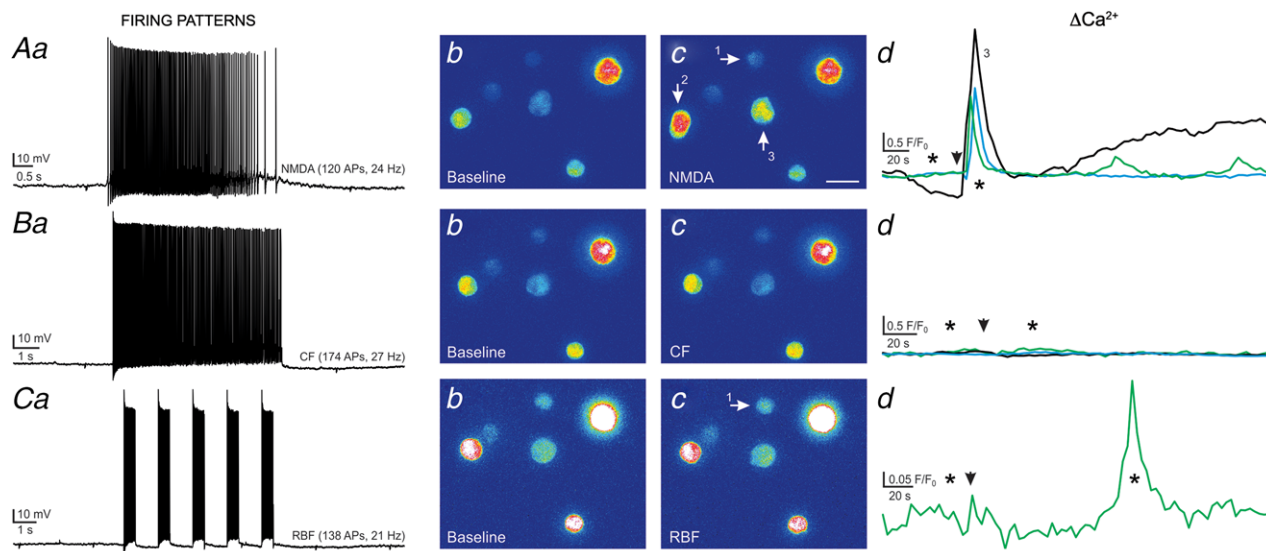 FIRING PATTERNS
ΔCa²⁺
Aa
10 mV
0.5 s
NMDA (120 APs, 24 Hz)
b
Baseline
c
1
2
3
NMDA
d
3
0.5 F/F₀
20 s
*
*
Ba
10 mV
1 s
CF (174 APs, 27 Hz)
b
Baseline
c
CF
d
0.5 F/F₀
20 s
*
*
Ca
10 mV
1 s
RBF (138 APs, 21 Hz)
b
Baseline
c
1
RBF
d
0.05 F/F₀
20 s
*
*